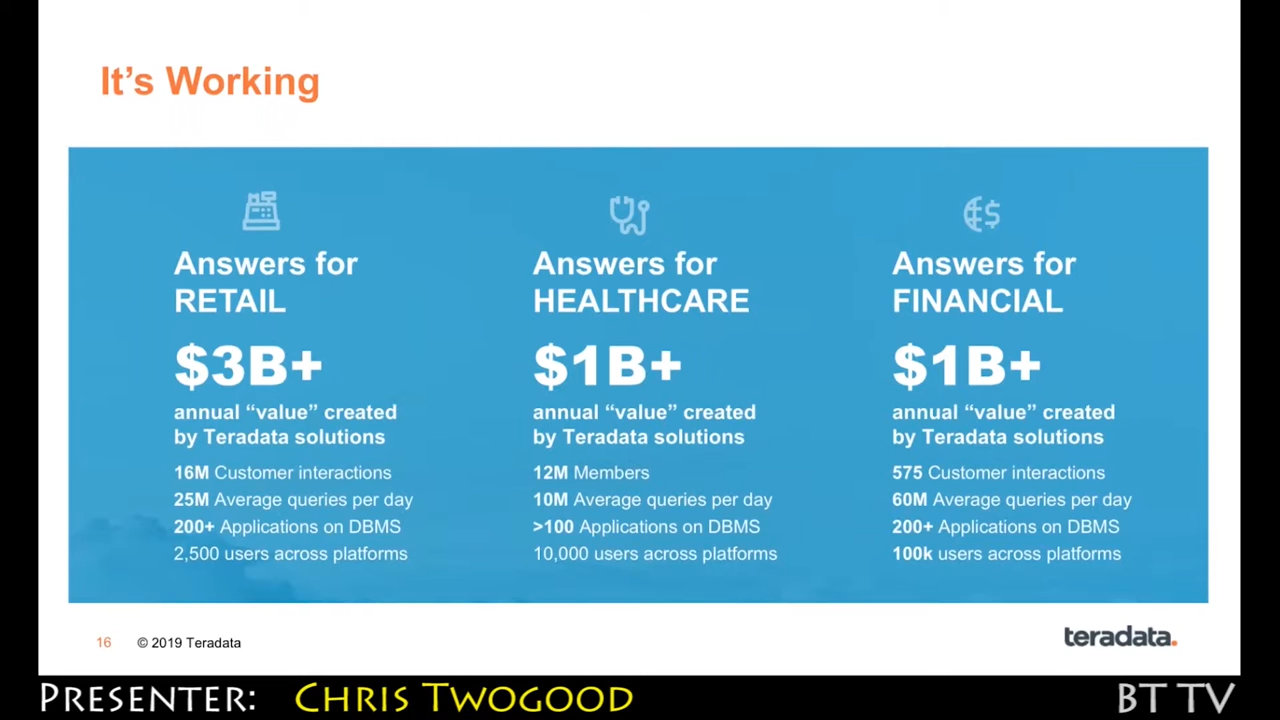 It’s Working
Answers for
RETAIL
$3B+
annual “value” created
by Teradata solutions
16M Customer interactions
25M Average queries per day
200+ Applications on DBMS
2,500 users across platforms
Answers for
HEALTHCARE
$1B+
annual “value” created
by Teradata solutions
12M Members
10M Average queries per day
>100 Applications on DBMS
10,000 users across platforms
Answers for
FINANCIAL
$1B+
annual “value” created
by Teradata solutions
575 Customer interactions
60M Average queries per day
200+ Applications on DBMS
100k users across platforms
16 © 2019 Teradata
teradata.
PRESENTER: CHRIS TWOGOOD
BT TV